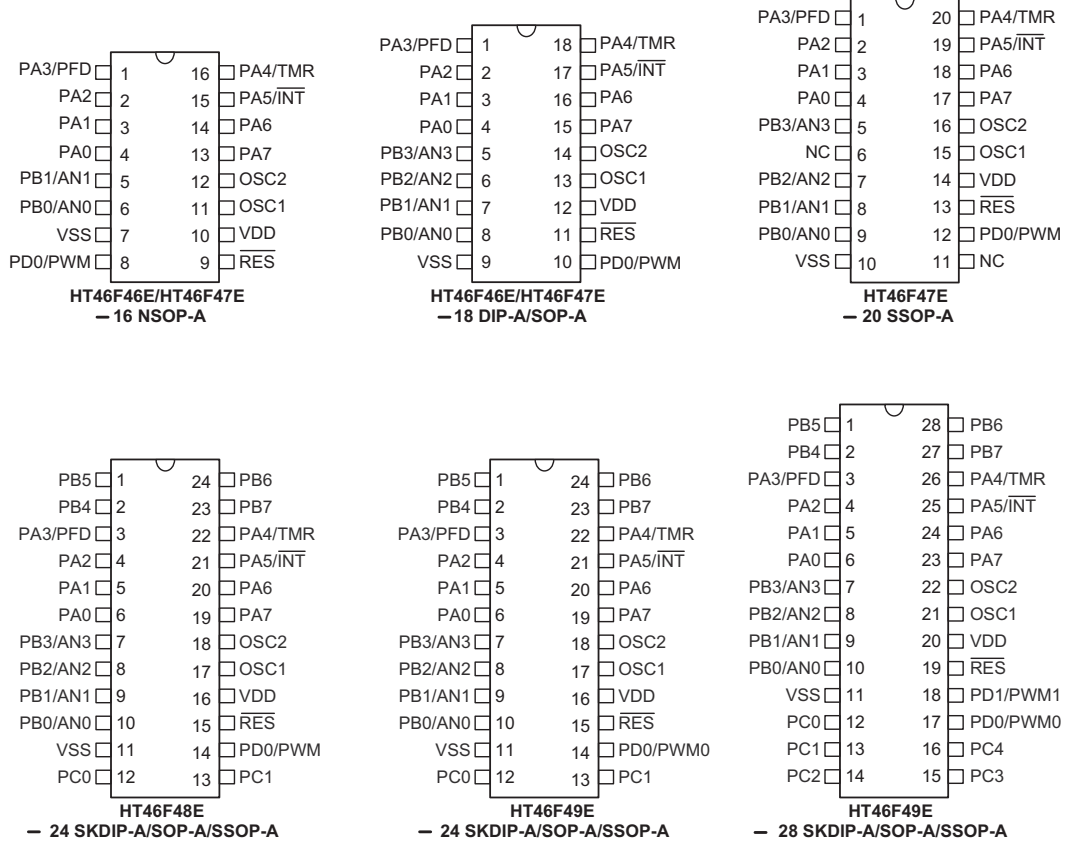 PA3/PFD 1 16 PA4/TMR
PA2 2 15 PA5/INT
PA1 3 14 PA6
PA0 4 13 PA7
PB1/AN1 5 12 OSC2
PB0/AN0 6 11 OSC1
VSS 7 10 VDD
PD0/PWM 8 9 RES
HT46F46E/HT46F47E
– 16 NSOP-A
PA3/PFD 1 18 PA4/TMR
PA2 2 17 PA5/INT
PA1 3 16 PA6
PA0 4 15 PA7
PB3/AN3 5 14 OSC2
PB2/AN2 6 13 OSC1
PB1/AN1 7 12 VDD
PB0/AN0 8 11 RES
VSS 9 10 PD0/PWM
HT46F46E/HT46F47E
– 18 DIP-A/SOP-A
PA3/PFD 1 20 PA4/TMR
PA2 2 19 PA5/INT
PA1 3 18 PA6
PA0 4 17 PA7
PB3/AN3 5 16 OSC2
NC 6 15 OSC1
PB2/AN2 7 14 VDD
PB1/AN1 8 13 RES
PB0/AN0 9 12 PD0/PWM
VSS 10 11 NC
HT46F47E
– 20 SSOP-A
PB5 1 24 PB6
PB4 2 23 PB7
PA3/PFD 3 22 PA4/TMR
PA2 4 21 PA5/INT
PA1 5 20 PA6
PA0 6 19 PA7
PB3/AN3 7 18 OSC2
PB2/AN2 8 17 OSC1
PB1/AN1 9 16 VDD
PB0/AN0 10 15 RES
VSS 11 14 PD0/PWM
PC0 12 13 PC1
HT46F48E
– 24 SKDIP-A/SOP-A/SSOP-A
PB5 1 24 PB6
PB4 2 23 PB7
PA3/PFD 3 22 PA4/TMR
PA2 4 21 PA5/INT
PA1 5 20 PA6
PA0 6 19 PA7
PB3/AN3 7 18 OSC2
PB2/AN2 8 17 OSC1
PB1/AN1 9 16 VDD
PB0/AN0 10 15 RES
VSS 11 14 PD0/PWM0
PC0 12 13 PC1
HT46F49E
– 24 SKDIP-A/SOP-A/SSOP-A
PB5 1 28 PB6
PB4 2 27 PB7
PA3/PFD 3 26 PA4/TMR
PA2 4 25 PA5/INT
PA1 5 24 PA6
PA0 6 23 PA7
PB3/AN3 7 22 OSC2
PB2/AN2 8 21 OSC1
PB1/AN1 9 20 VDD
PB0/AN0 10 19 RES
VSS 11 18 PD1/PWM1
PC0 12 17 PD0/PWM0
PC1 13 16 PC4
PC2 14 15 PC3
HT46F49E
– 28 SKDIP-A/SOP-A/SSOP-A